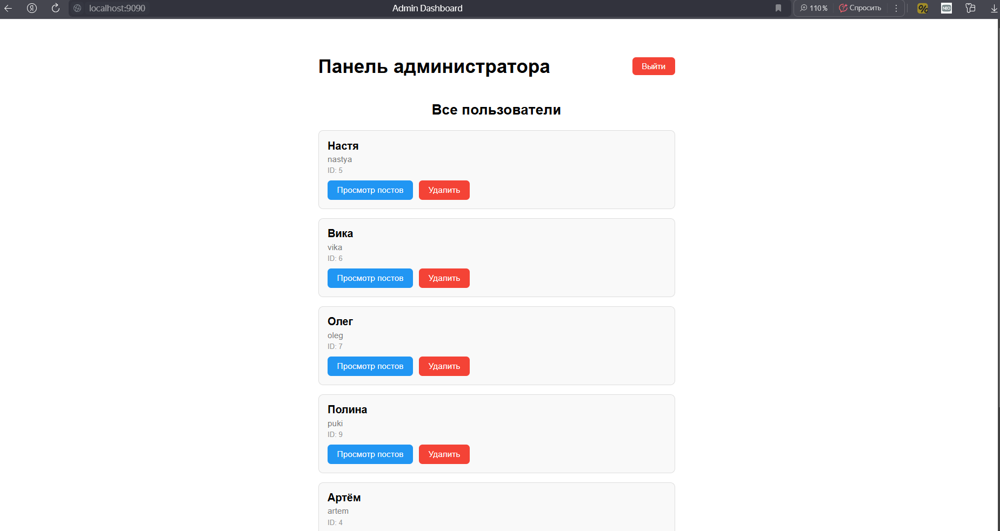 localhost:9090
Admin Dashboard
110 %
Спросить
%
NEO
Панель администратора
Выйти
Все пользователи
Настя
nastya
ID: 5
Просмотр постов
Удалить
Вика
vika
ID: 6
Просмотр постов
Удалить
Олег
oleg
ID: 7
Просмотр постов
Удалить
Полина
puki
ID: 9
Просмотр постов
Удалить
Артём
artem
ID: 4